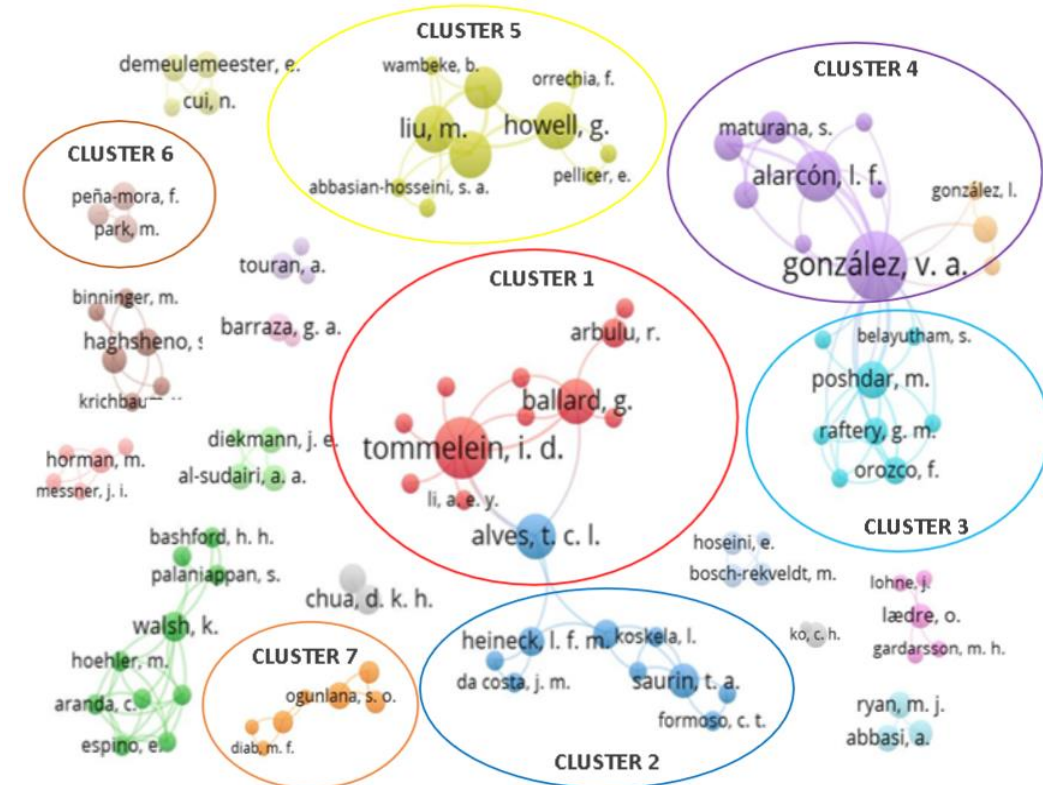 CLUSTER 5
demeulemeester, e.
cui, n.
wambeke, b.
orrechia, f.
liu, m.
howell, g.
abbasian-hosseini, s. a.
pellicer, e.
CLUSTER 4
maturana, s.
alarcón, l. f.
gonzález, l.
gonzález, v. a.
CLUSTER 6
peña-mora, f.
park, m.
touran, a.
barraza, g. a.
binninger, m.
haghsheno, s
CLUSTER 1
arbulu, r.
ballard, g.
tommelein, i. d.
li, a. e. y.
alves, t. c. l.
belayutham, s.
poshdar, m.
raftery, g. m.
orozco, f.
CLUSTER 3
horman, m.
messner, j. i.
diekmann, j. e.
al-sudairi, a. a.
bashford, h. h.
palaniappan, s.
walsh, k.
hoehler, m.
aranda, c.
espino, e.
chua, d. k. h.
CLUSTER 7
ogunlana, s. o.
diab, m. f.
heineck, l. f. m.
koskela, l.
da costa, j. m.
saurin, t. a.
formoso, c. t.
CLUSTER 2
hoseini, e.
bosch-rekveldt, m.
ko, c. h.
lohne, j.
lædre, o.
gardarsson, m. h.
ryan, m. j.
abbasi, a.